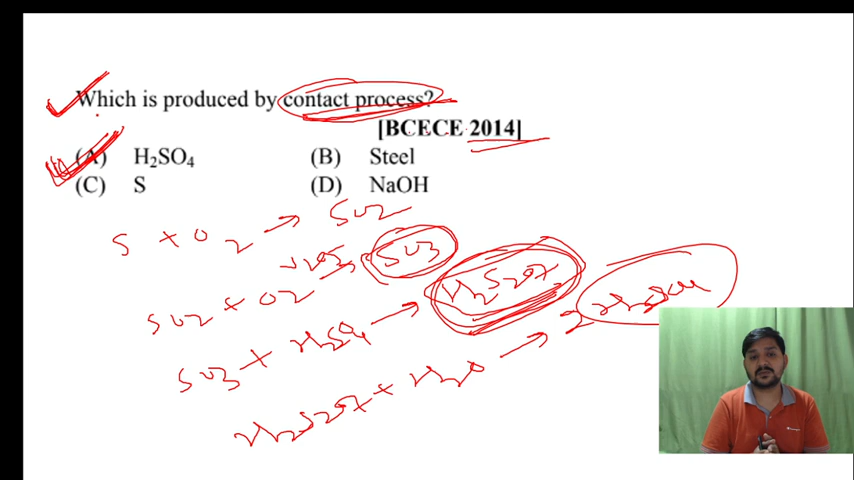 Which is produced by contact process?
[BCECE 2014]
(A) H₂SO₄ (B) Steel
(C) S (D) NaOH
S + O₂ → SO₂
SO₂ + O₂ V₂O₅ → SO₃
SO₃ + H₂SO₄ → H₂S₂O₇
H₂S₂O₇ + H₂O → 2H₂SO₄